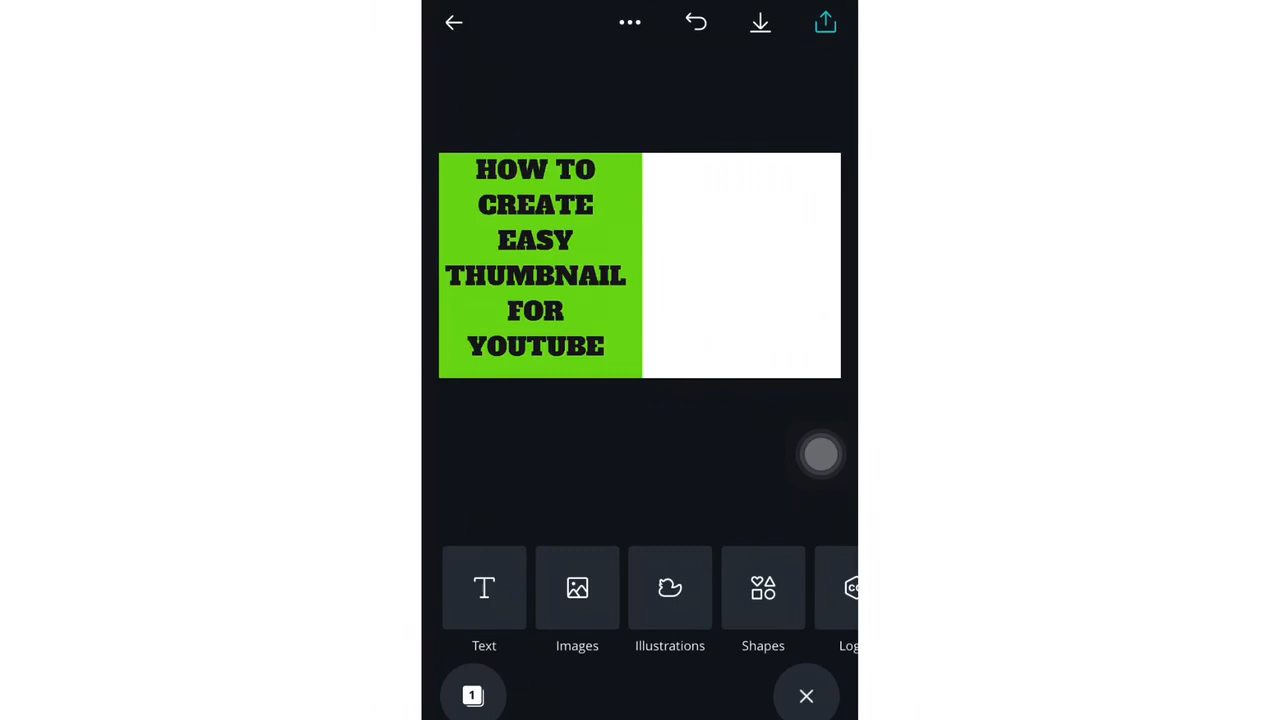 HOW TO
CREATE
EASY
THUMBNAIL
FOR
YOUTUBE
Text
Images
Illustrations
Shapes
1